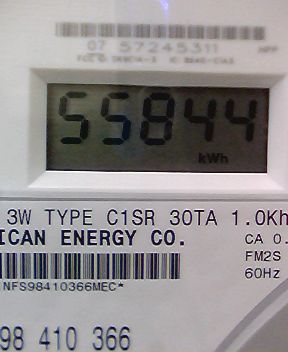 07 57245311
55844
kWh
3W TYPE C1SR 30TA 1.0Kh
ICAN ENERGY CO.
CA 0.
FM2S
60Hz
NFS98410366MEC*
98 410 366